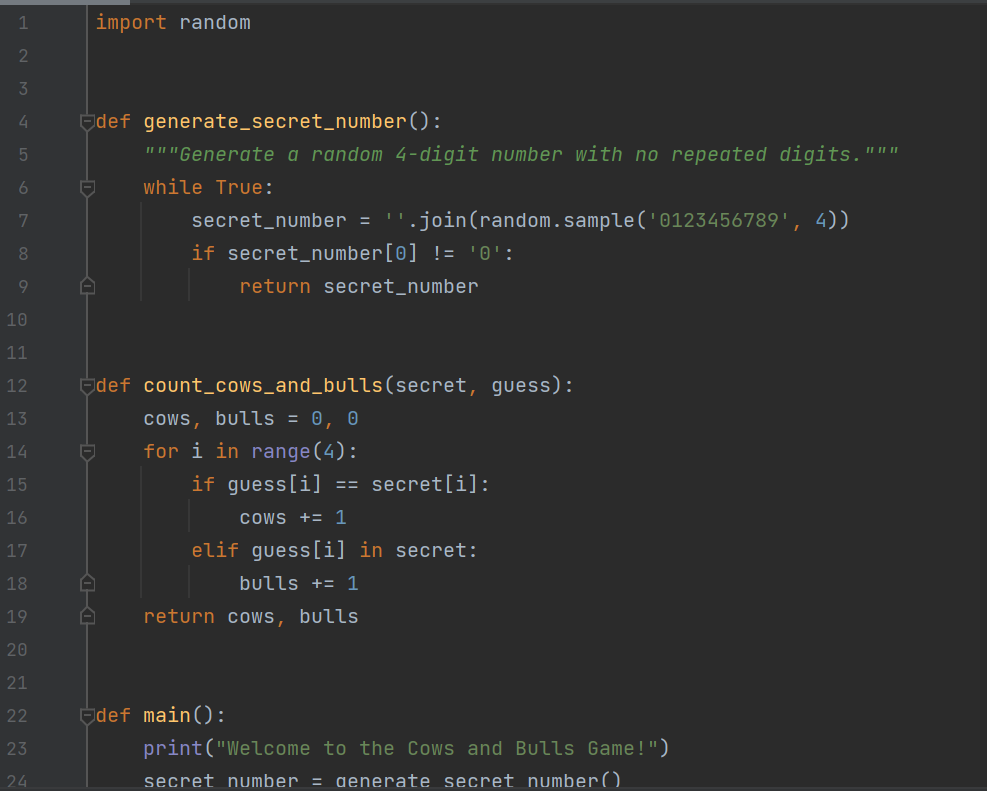 1 import random
2
3
4 def generate_secret_number():
5     """Generate a random 4-digit number with no repeated digits."""
6     while True:
7         secret_number = ''.join(random.sample('0123456789', 4))
8         if secret_number[0] != '0':
9             return secret_number
10
11
12 def count_cows_and_bulls(secret, guess):
13     cows, bulls = 0, 0
14     for i in range(4):
15         if guess[i] == secret[i]:
16             cows += 1
17         elif guess[i] in secret:
18             bulls += 1
19     return cows, bulls
20
21
22 def main():
23     print("Welcome to the Cows and Bulls Game!")
24     secret_number = generate_secret_number()